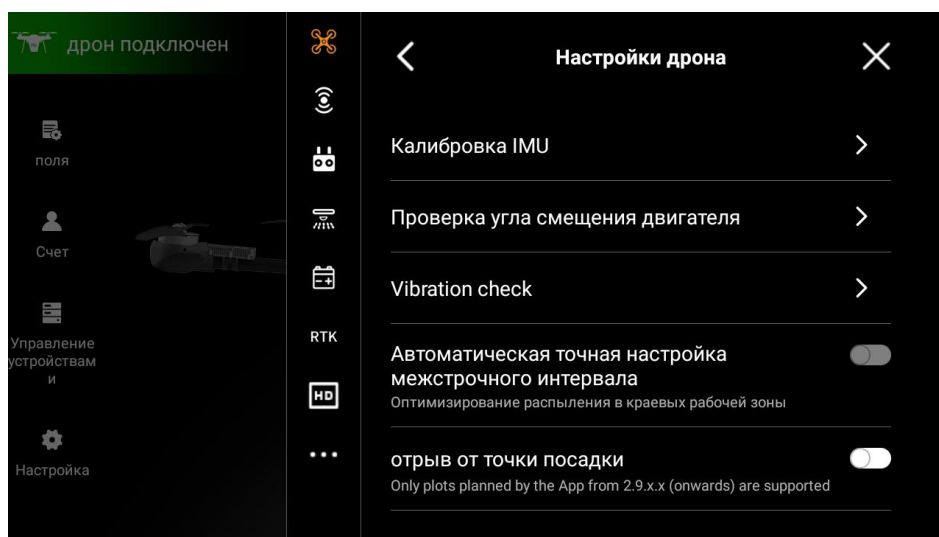 дрон подключен
поля
Счет
Управление
устройствам
и
Настройка
RTK
HD
Настройки дрона
Калибровка IMU
Проверка угла смещения двигателя
Vibration check
Автоматическая точная настройка
межстрочного интервала
Оптимизирование распыления в краевых рабочей зоны
отрыв от точки посадки
Only plots planned by the App from 2.9.x.x (onwards) are supported